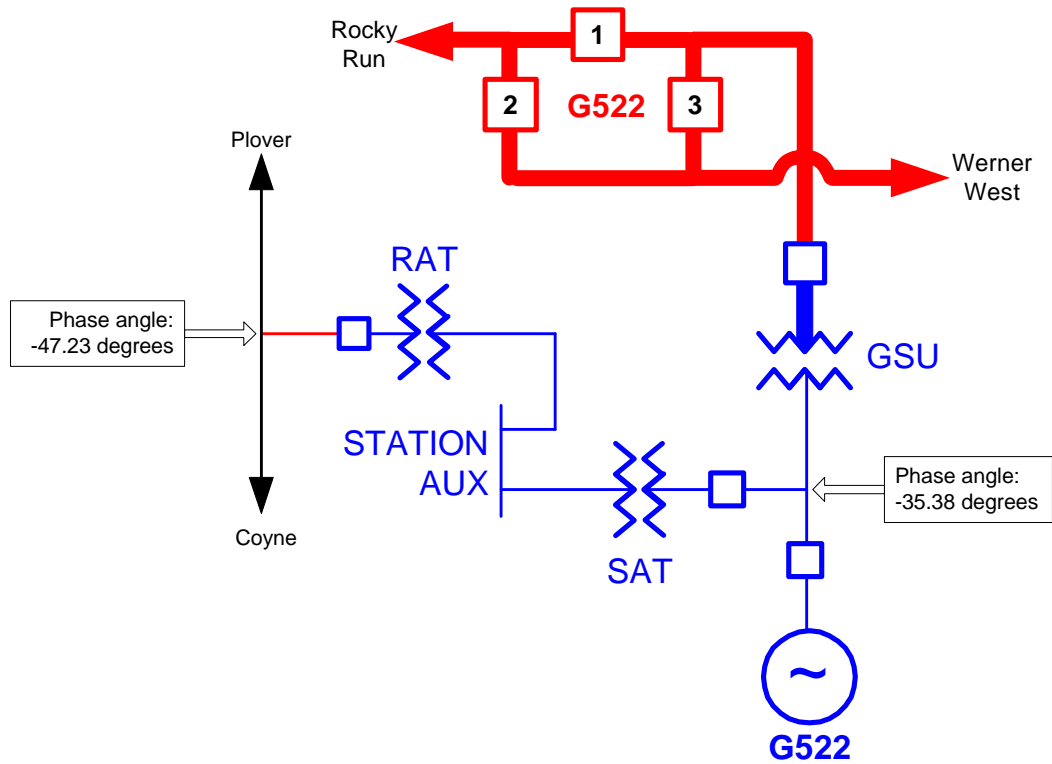 Rocky
Run
1
2
G522
3
Plover
Werner
West
RAT
Phase angle:
-47.23 degrees
GSU
STATION
AUX
Phase angle:
-35.38 degrees
Coyne
SAT
~
G522